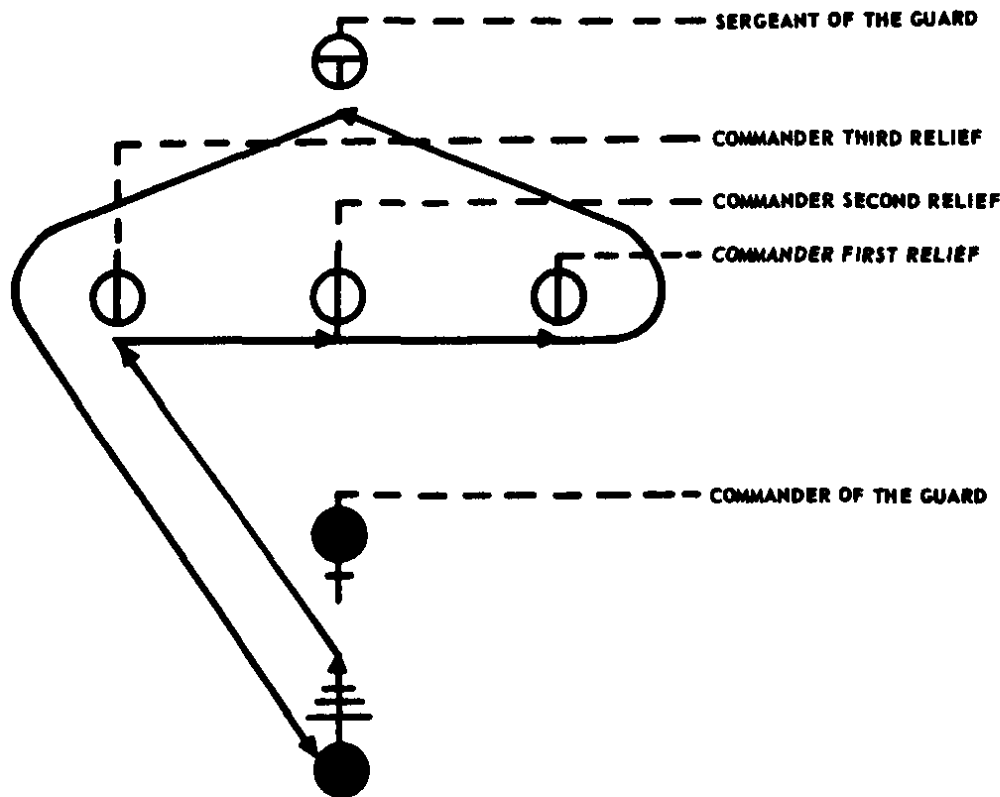 SERGEANT OF THE GUARD
COMMANDER THIRD RELIEF
COMMANDER SECOND RELIEF
COMMANDER FIRST RELIEF
COMMANDER OF THE GUARD